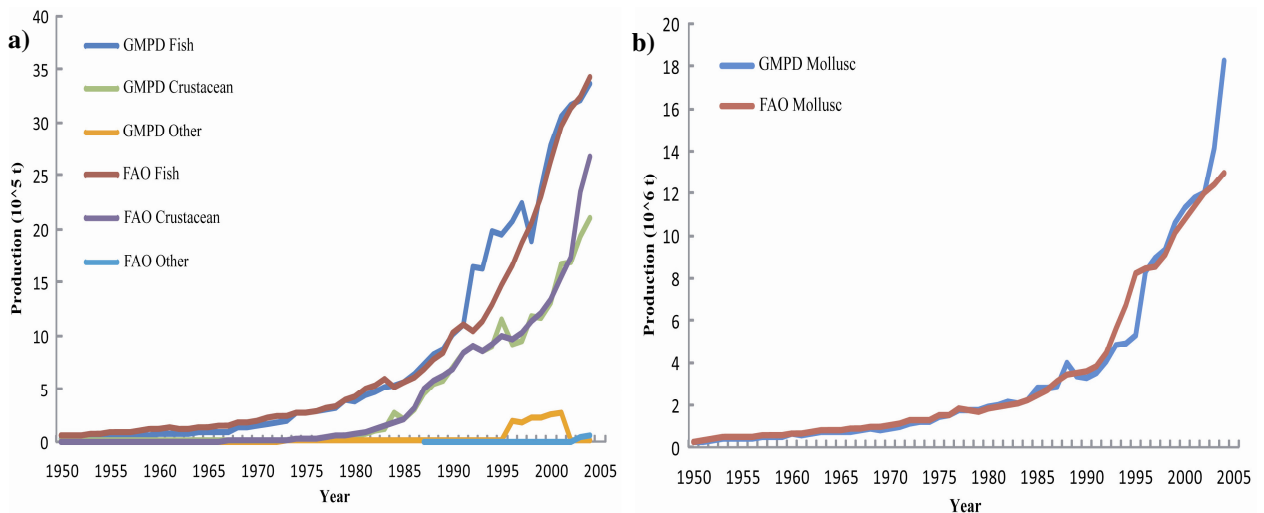 a)
Production (10^5 t)
40
35
30
25
20
15
10
5
0
GMPD Fish
GMPD Crustacean
GMPD Other
FAO Fish
FAO Crustacean
FAO Other
1950 1955 1960 1965 1970 1975 1980 1985 1990 1995 2000 2005
Year
b)
Production (10^6 t)
20
18
16
14
12
10
8
6
4
2
0
GMPD Mollusc
FAO Mollusc
1950 1955 1960 1965 1970 1975 1980 1985 1990 1995 2000 2005
Year